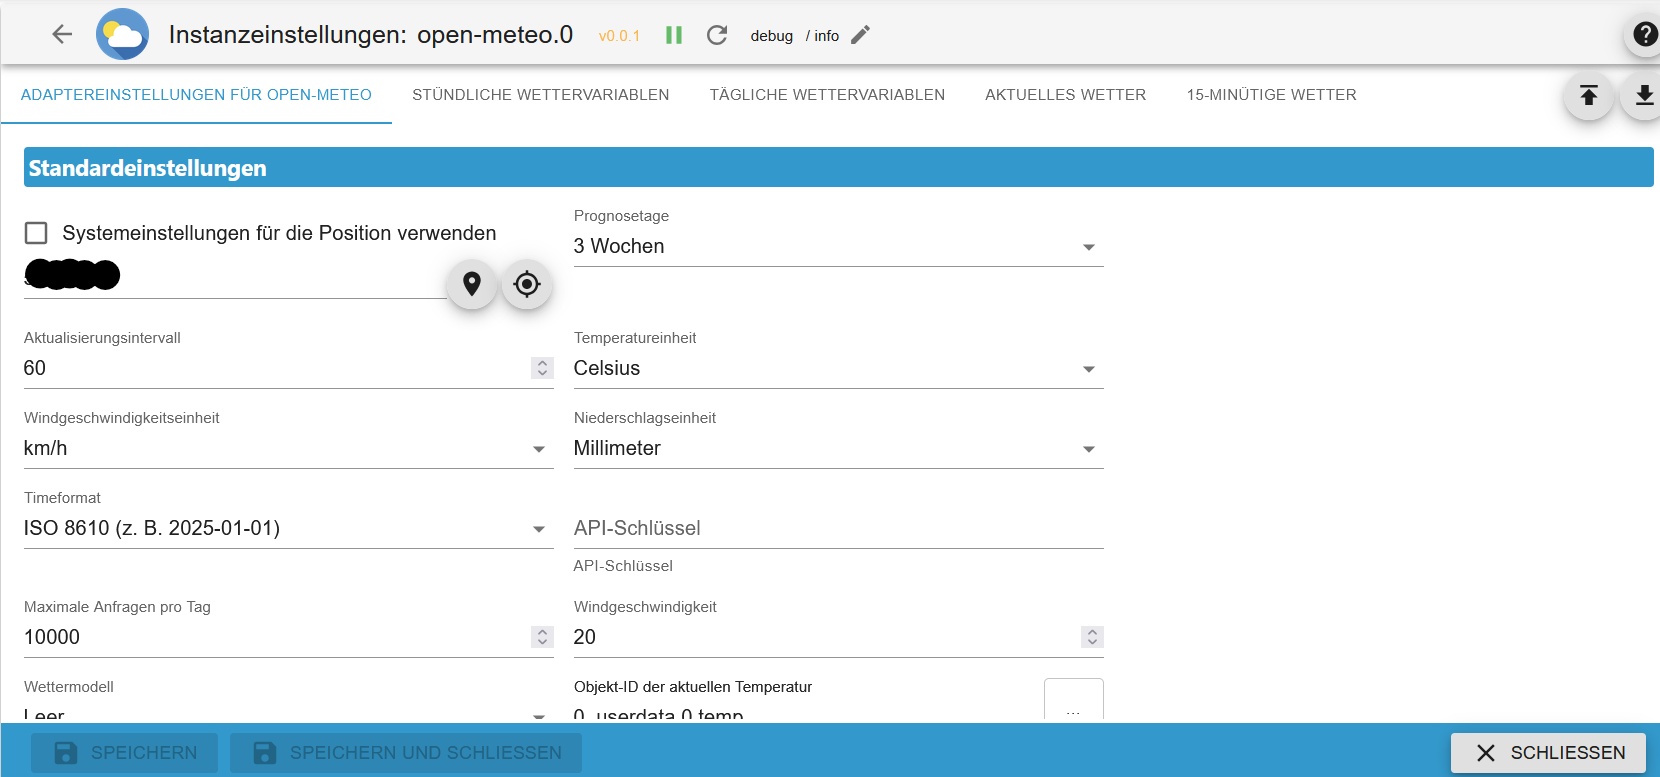 Instanzeinstellungen: open-meteo.0 v0.0.1 debug / info
ADAPTEREINSTELLUNGEN FÜR OPEN-METEO STÜNDLICHE WETTERVARIABLEN TÄGLICHE WETTERVARIABLEN AKTUELLES WETTER 15-MINÜTIGE WETTER
Standardeinstellungen
Systemeinstellungen für die Position verwenden
Prognosetage
3 Wochen
Aktualisierungsintervall
60
Temperatureinheit
Celsius
Windgeschwindigkeitseinheit
km/h
Niederschlagseinheit
Millimeter
Timeformat
ISO 8610 (z. B. 2025-01-01)
API-Schlüssel
API-Schlüssel
Maximale Anfragen pro Tag
10000
Windgeschwindigkeit
20
Wettermodell
Leer
Objekt-ID der aktuellen Temperatur
0_userdata.0.temp
...
SPEICHERN SPEICHERN UND SCHLIESSEN SCHLIESSEN